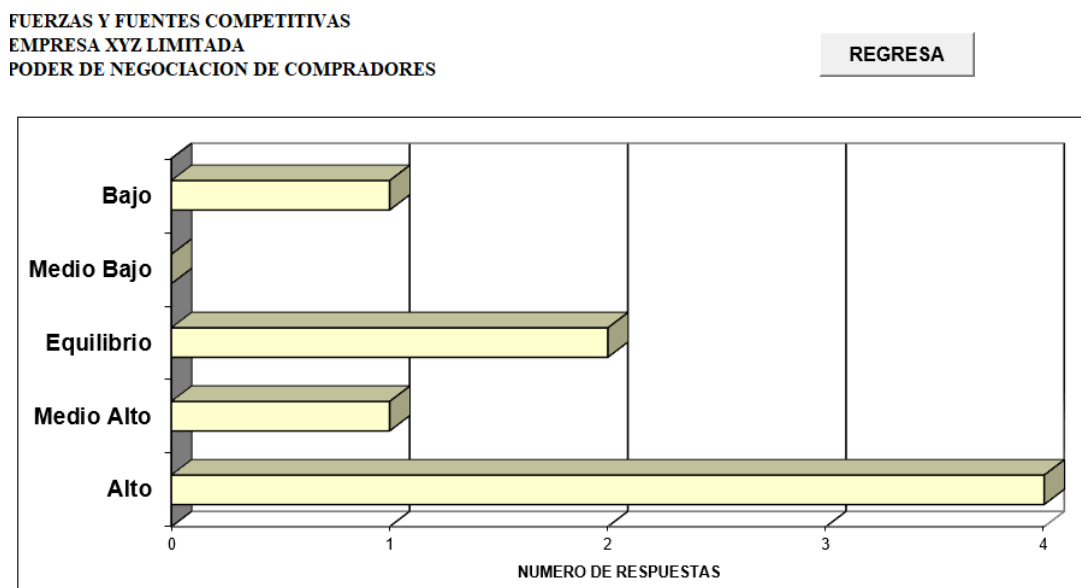 FUERZAS Y FUENTES COMPETITIVAS
EMPRESA XYZ LIMITADA
PODER DE NEGOCIACION DE COMPRADORES
REGRESA
Bajo
Medio Bajo
Equilibrio
Medio Alto
Alto
0 1 2 3 4
NUMERO DE RESPUESTAS